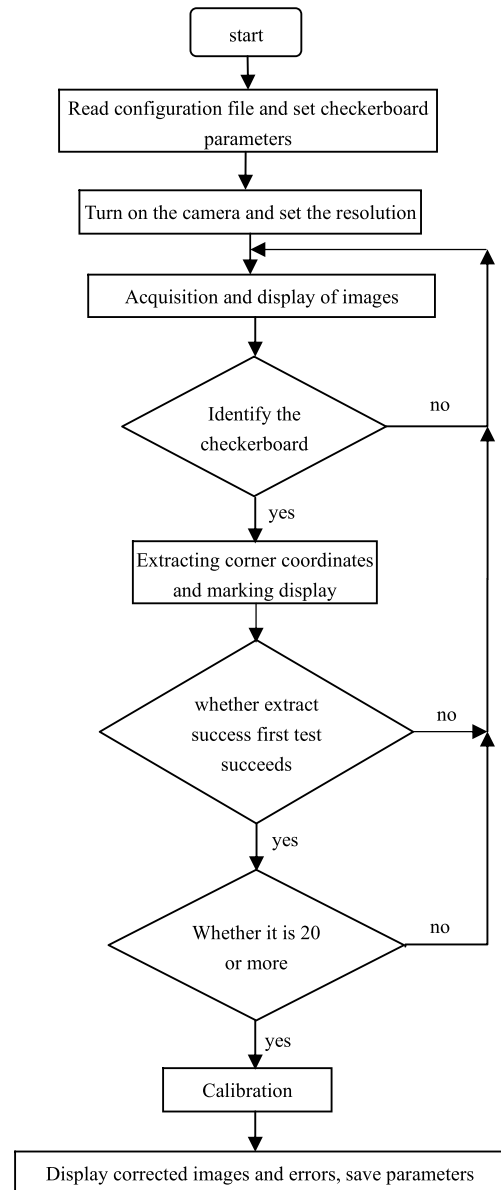 start
Read configuration file and set checkerboard
parameters
Turn on the camera and set the resolution
Acquisition and display of images
Identify the
checkerboard
no
yes
Extracting corner coordinates
and marking display
whether extract
success first test
succeeds
no
yes
Whether it is 20
or more
no
yes
Calibration
Display corrected images and errors, save parameters